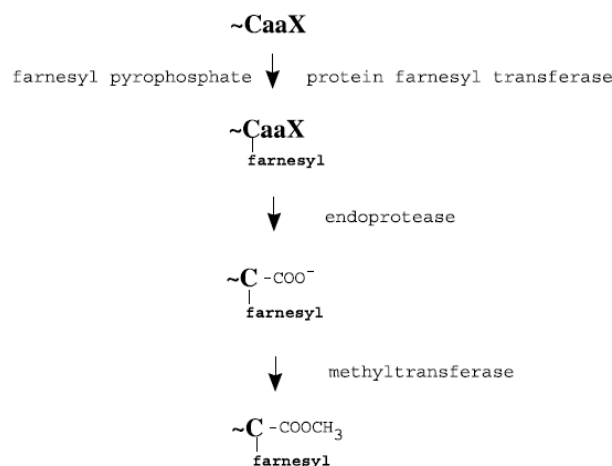 ~CaaX
farnesyl pyrophosphate protein farnesyl transferase
~CaaX
farnesyl
endoprotease
~C -COO⁻
farnesyl
methyltransferase
~C -COOCH₃
farnesyl